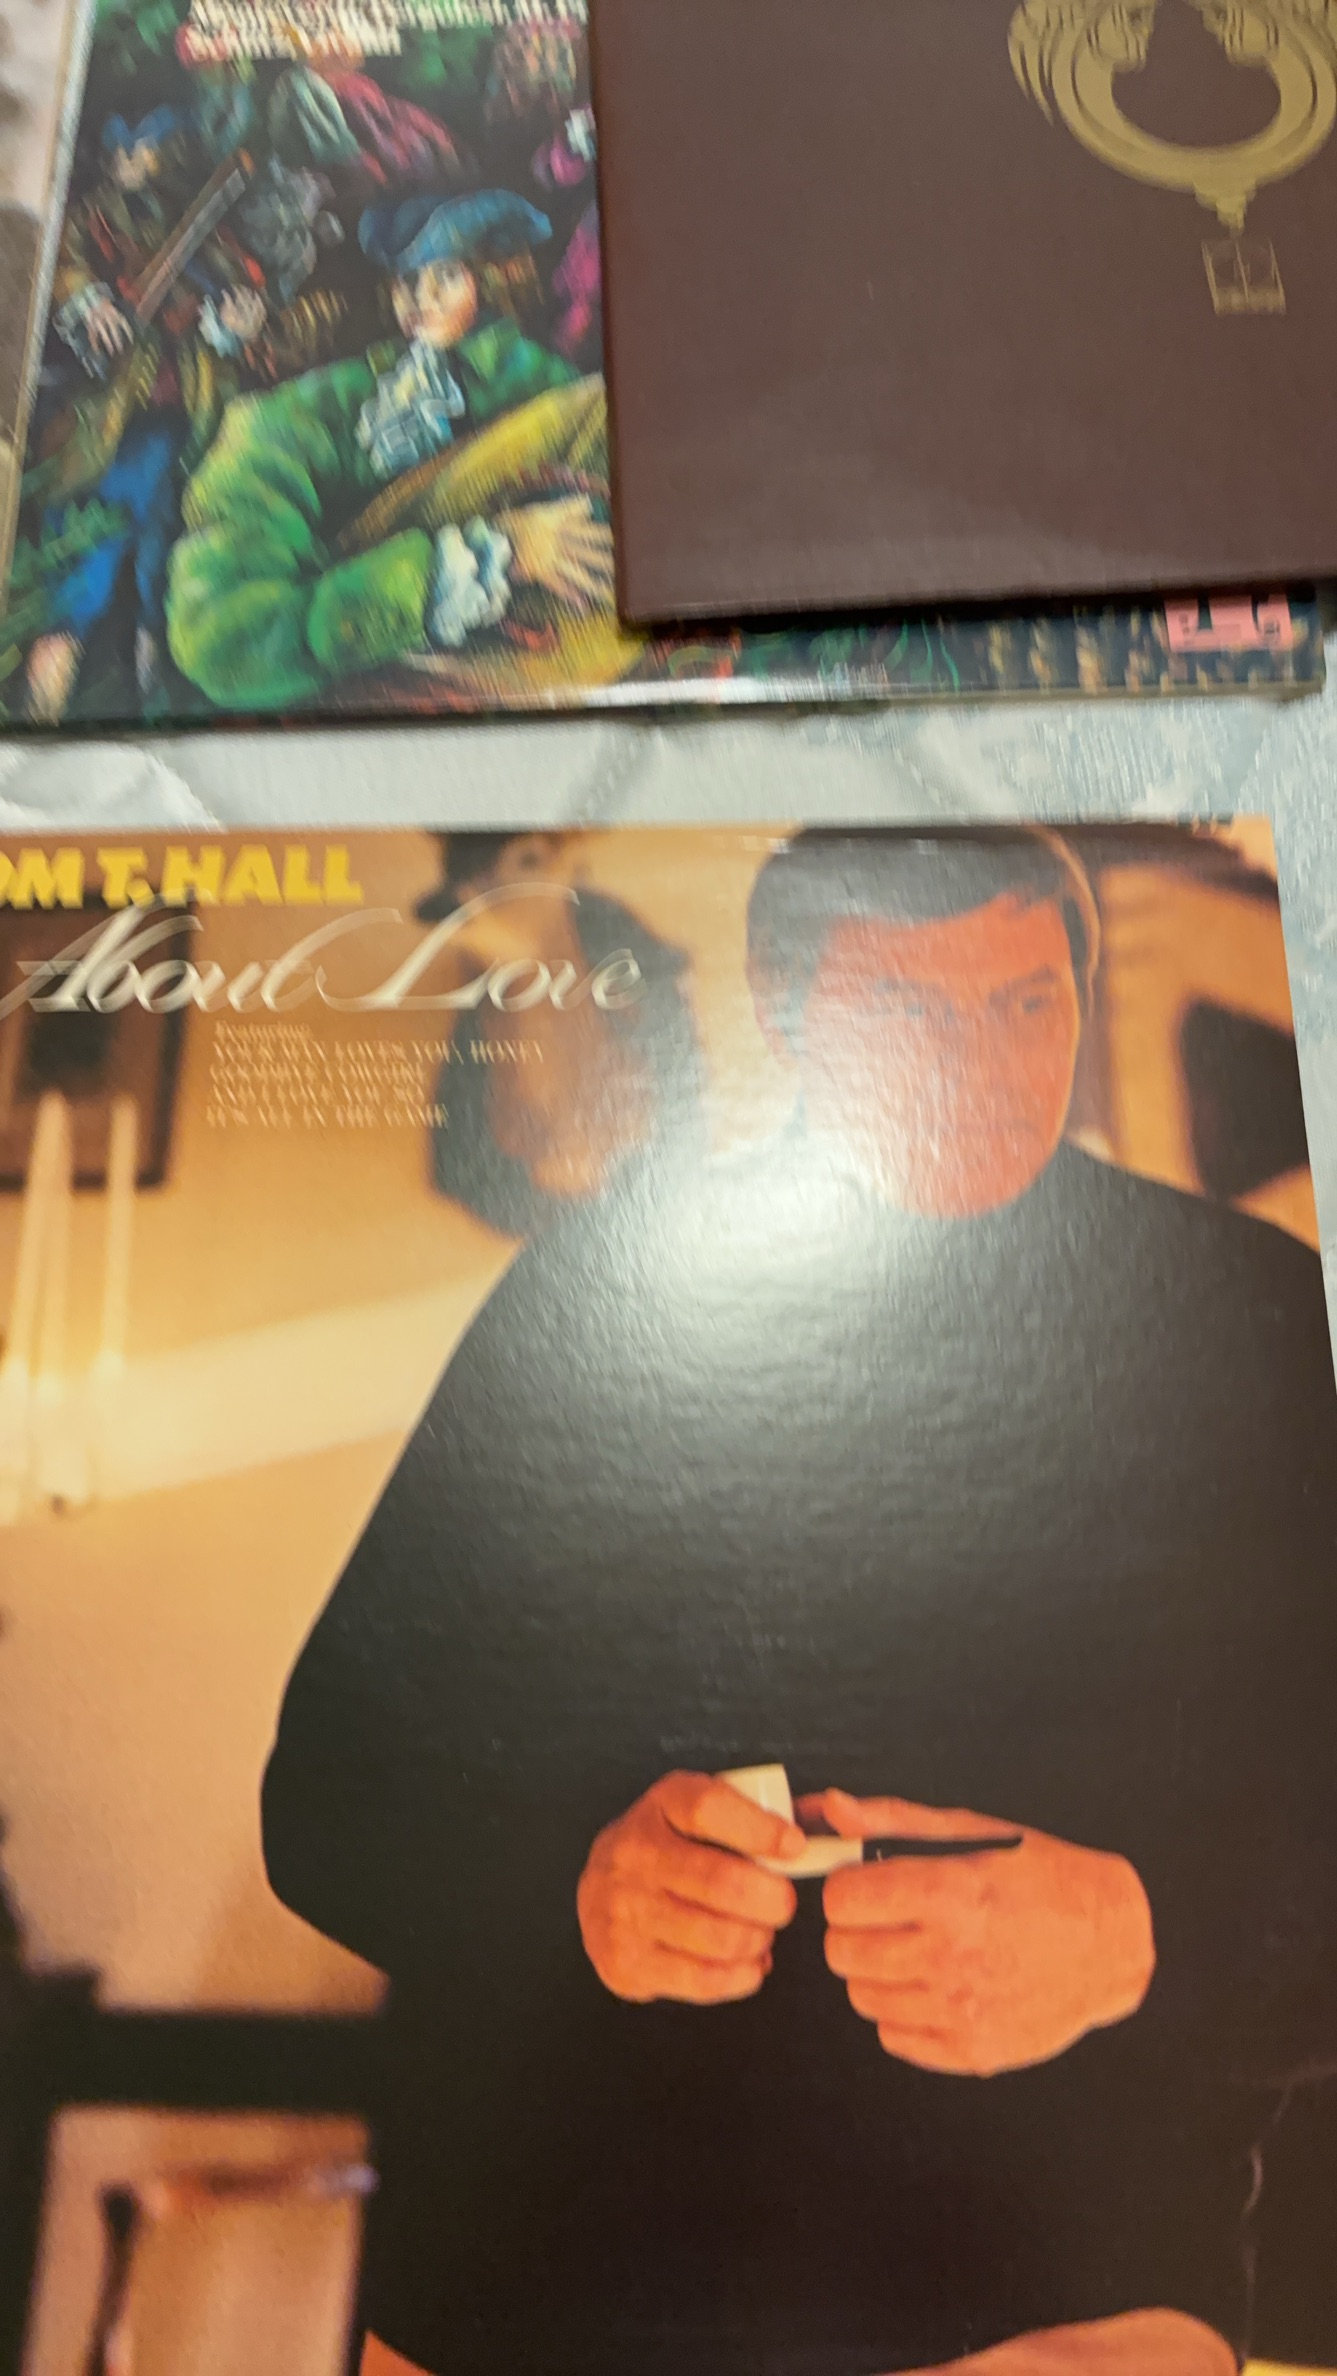 OM T. HALL
About Love
Featuring:
YOUR MAN LOVES YOU, HONEY
GOODBYE COWGIRL
AND I LOVE YOU SO
IT'S ALL IN THE GAME